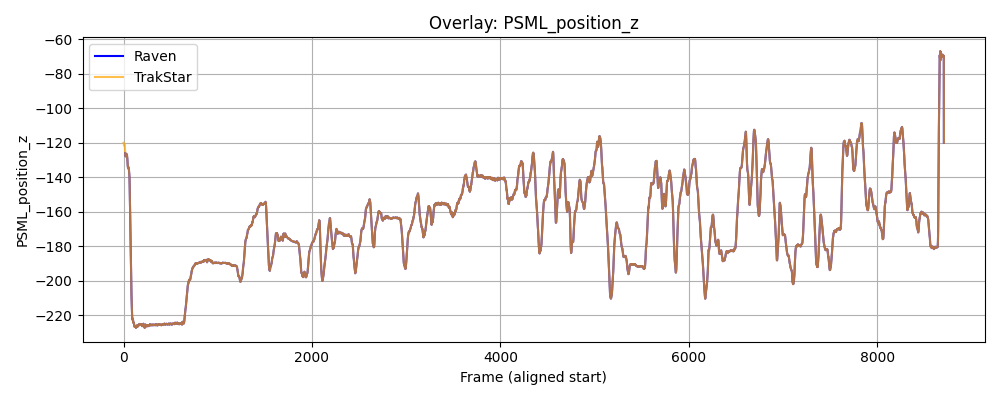 Overlay: PSML_position_z
Raven
TrakStar
PSML_position_z
−60
−80
−100
−120
−140
−160
−180
−200
−220
0 2000 4000 6000 8000
Frame (aligned start)